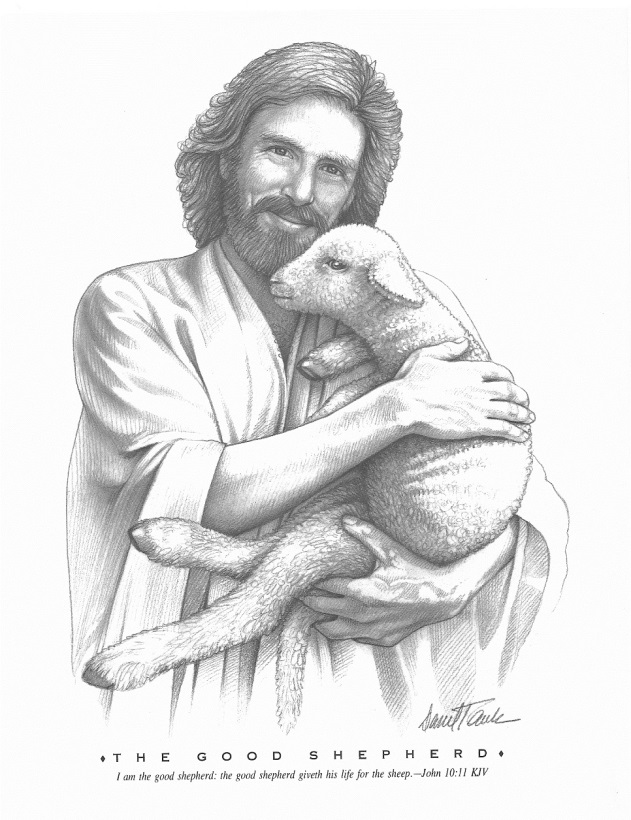 ♦THE GOOD SHEPHERD♦
I am the good shepherd: the good shepherd giveth his life for the sheep.—John 10:11 KJV